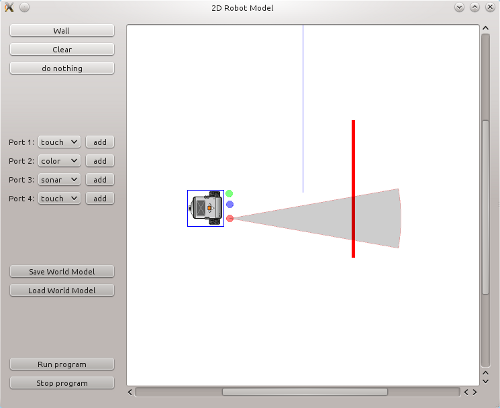 2D Robot Model
Wall
Clear
do nothing
Port 1: touch add
Port 2: color add
Port 3: sonar add
Port 4: touch add
Save World Model
Load World Model
Run program
Stop program